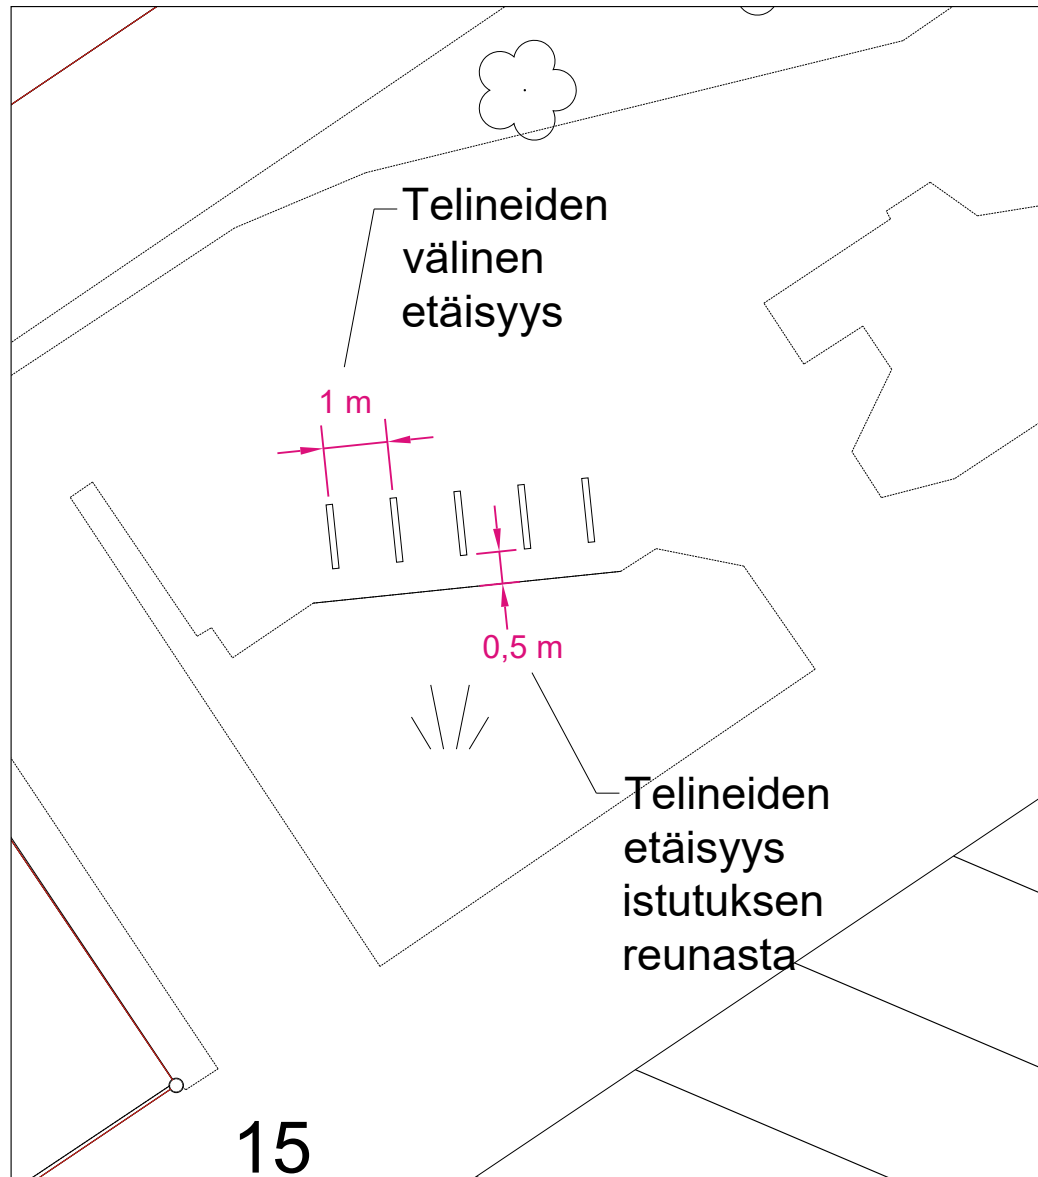 Telineiden
välinen
etäisyys
1 m
0,5 m
Telineiden
etäisyys
istutuksen
reunasta
15